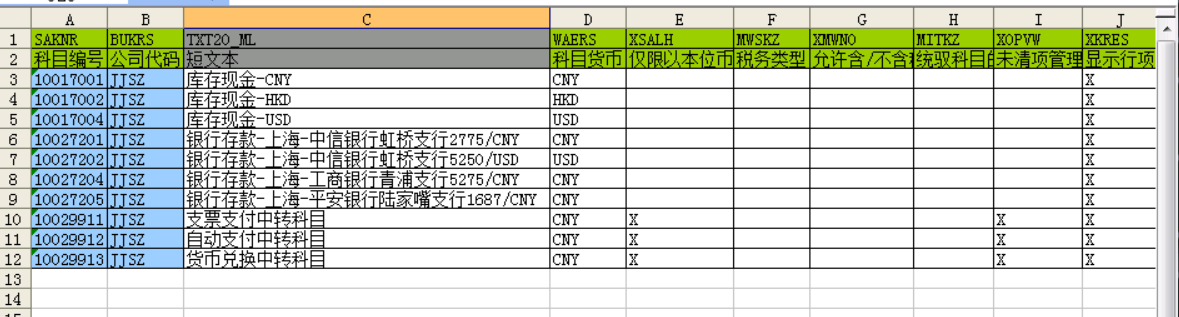 A B C D E F G H I J
1 SAKNR BUKRS TXT20_ML WAERS XSALH MWSKZ XMWNO MITKZ XOPVW XKRES
2 科目编号 公司代码 短文本 科目货币 仅限以本位币 税务类型 允许含/不含 统驭科目 未清项管理 显示行项
3 10017001 JJSZ 库存现金-CNY CNY X
4 10017002 JJSZ 库存现金-HKD HKD X
5 10017004 JJSZ 库存现金-USD USD X
6 10027201 JJSZ 银行存款-上海-中信银行虹桥支行2775/CNY CNY X
7 10027202 JJSZ 银行存款-上海-中信银行虹桥支行5250/USD USD X
8 10027204 JJSZ 银行存款-上海-工商银行青浦支行5275/CNY CNY X
9 10027205 JJSZ 银行存款-上海-平安银行陆家嘴支行1687/CNY CNY X
10 10029911 JJSZ 支票支付中转科目 CNY X X X
11 10029912 JJSZ 自动支付中转科目 CNY X X X
12 10029913 JJSZ 货币兑换中转科目 CNY X X X
13
14